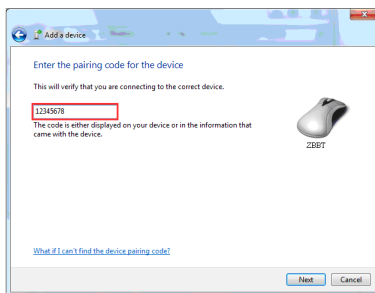 Add a device
Enter the pairing code for the device
This will verify that you are connecting to the correct device.
12345678
The code is either displayed on your device or in the information that
came with the device.
ZBBT
What if I can't find the device pairing code?
Next
Cancel